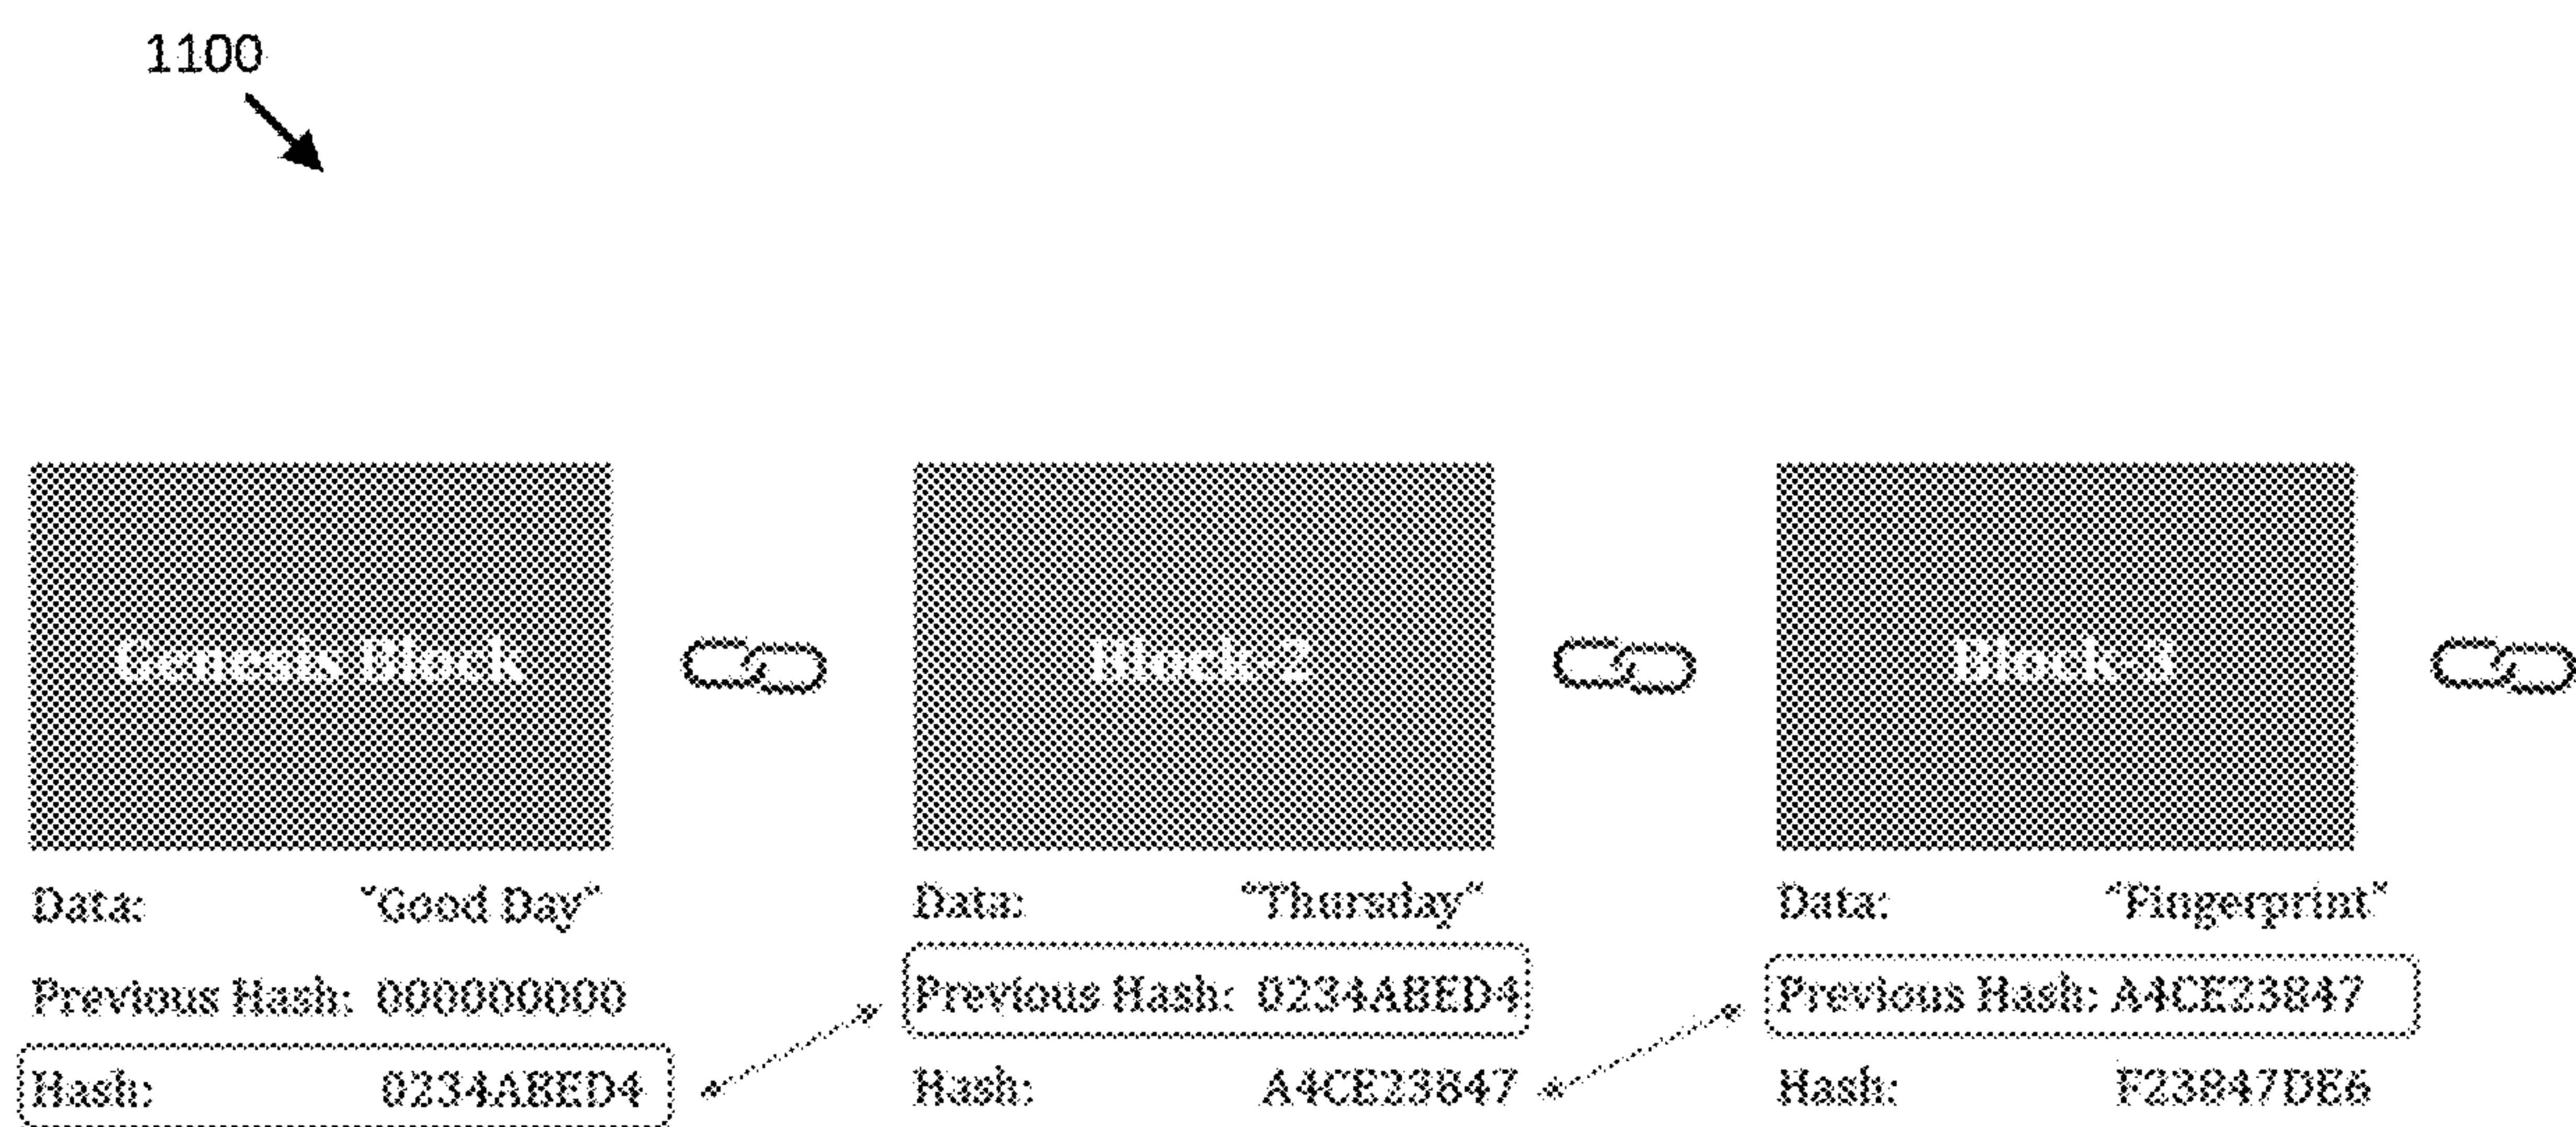 1100
Genesis Block
Block-2
Block-3
Data: "Good Day"
Previous Hash: 000000000
Hash: 0234ABED4
Data: "Thursday"
Previous Hash: 0234ABED4
Hash: A4CE23847
Data: "Fingerprint"
Previous Hash: A4CE23847
Hash: F23847DE6